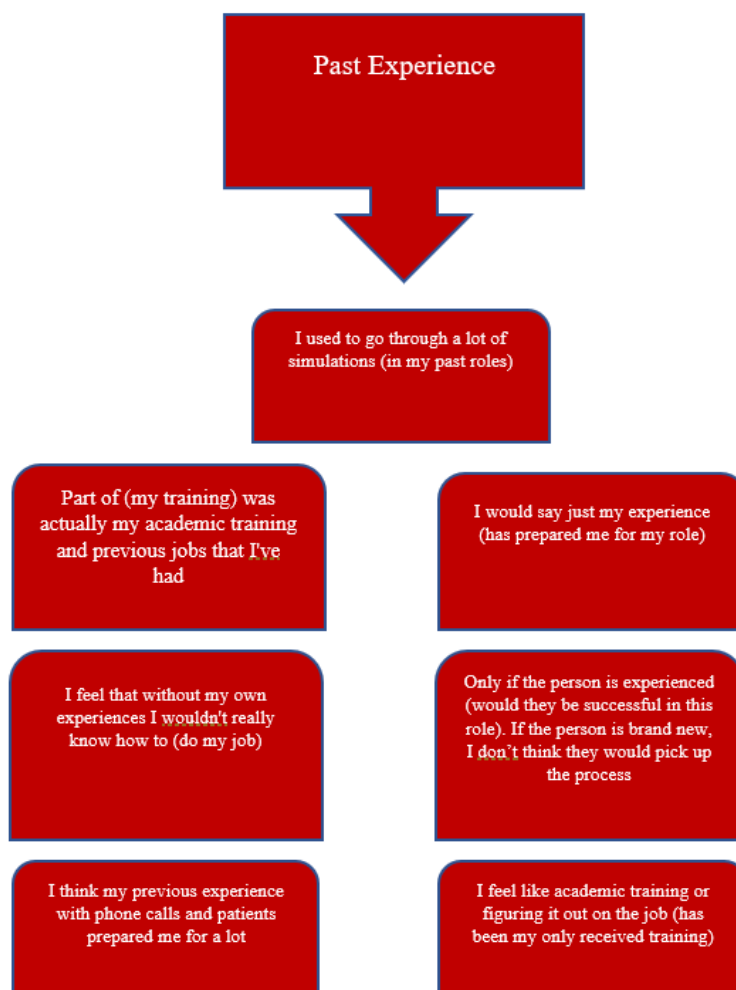 Past Experience
I used to go through a lot of
simulations (in my past roles)
Part of (my training) was
actually my academic training
and previous jobs that I've
had
I would say just my experience
(has prepared me for my role)
I feel that without my own
experiences I wouldn't really
know how to (do my job)
Only if the person is experienced
(would they be successful in this
role). If the person is brand new,
I don’t think they would pick up
the process
I think my previous experience
with phone calls and patients
prepared me for a lot
I feel like academic training or
figuring it out on the job (has
been my only received training)